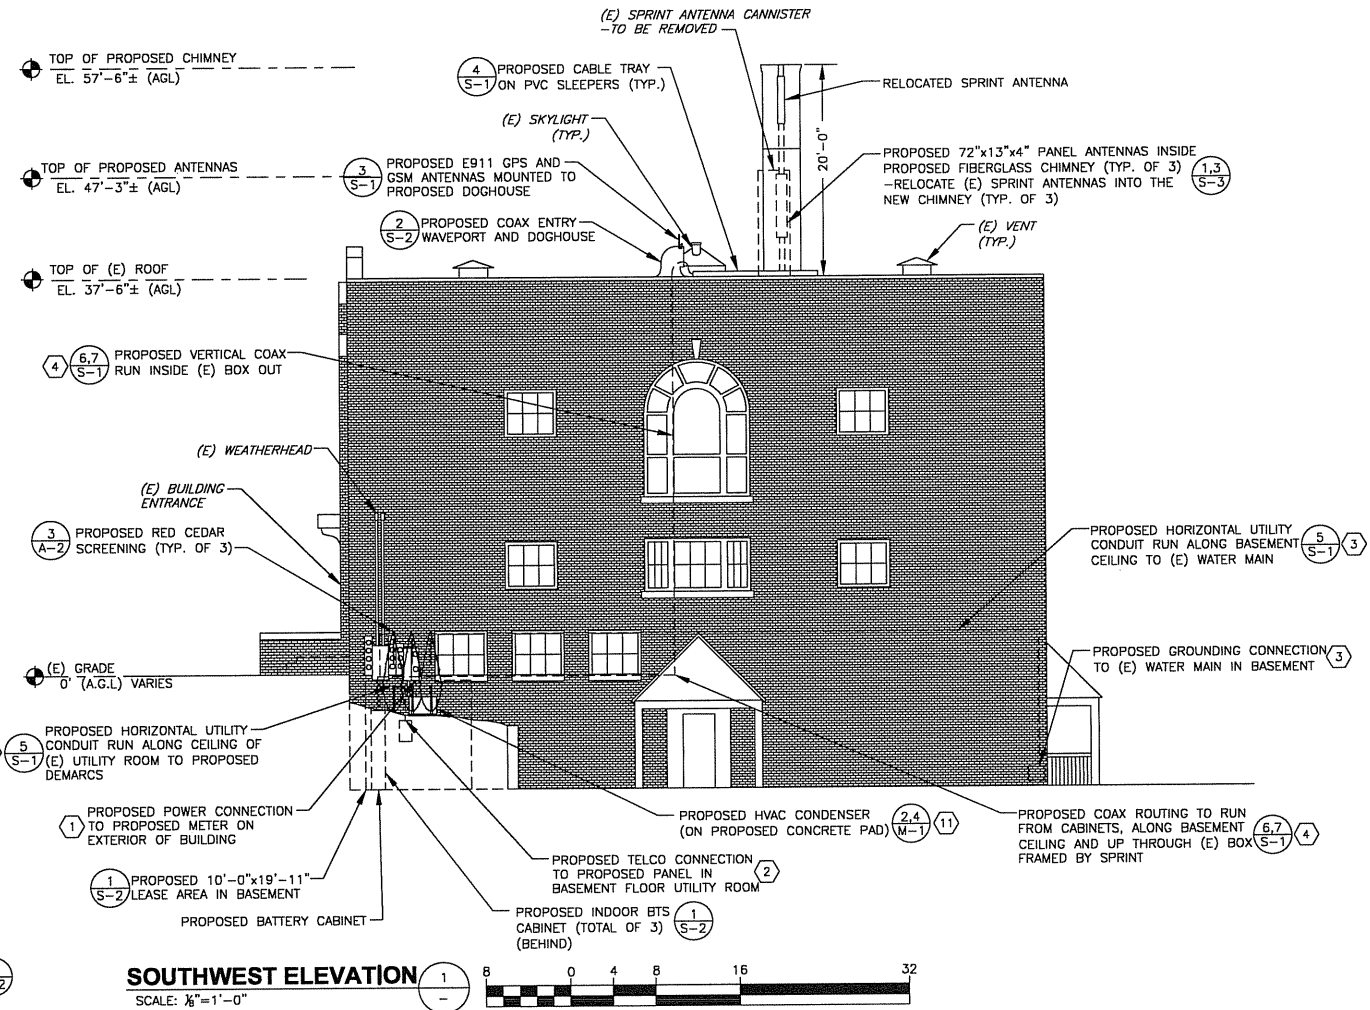 (E) SPRINT ANTENNA CANNISTER
-TO BE REMOVED
TOP OF PROPOSED CHIMNEY
EL. 57'-6"± (AGL)
4
S-1
PROPOSED CABLE TRAY
ON PVC SLEEPERS (TYP.)
RELOCATED SPRINT ANTENNA
(E) SKYLIGHT
(TYP.)
20'-0"
TOP OF PROPOSED ANTENNAS
EL. 47'-3"± (AGL)
3
S-1
PROPOSED E911 GPS AND
GSM ANTENNAS MOUNTED TO
PROPOSED DOGHOUSE
PROPOSED 72"x13"x4" PANEL ANTENNAS INSIDE
PROPOSED FIBERGLASS CHIMNEY (TYP. OF 3)
-RELOCATE (E) SPRINT ANTENNAS INTO THE
NEW CHIMNEY (TYP. OF 3)
1,3
S-3
2
S-2
PROPOSED COAX ENTRY
WAVEPORT AND DOGHOUSE
(E) VENT
(TYP.)
TOP OF (E) ROOF
EL. 37'-6"± (AGL)
4
6,7
S-1
PROPOSED VERTICAL COAX
RUN INSIDE (E) BOX OUT
(E) WEATHERHEAD
(E) BUILDING
ENTRANCE
3
A-2
PROPOSED RED CEDAR
SCREENING (TYP. OF 3)
PROPOSED HORIZONTAL UTILITY
CONDUIT RUN ALONG BASEMENT
CEILING TO (E) WATER MAIN
5
S-1
3
(E) GRADE
0' (A.G.L) VARIES
PROPOSED GROUNDING CONNECTION
TO (E) WATER MAIN IN BASEMENT
3
5
S-1
PROPOSED HORIZONTAL UTILITY
CONDUIT RUN ALONG CEILING OF
(E) UTILITY ROOM TO PROPOSED
DEMARCS
1
PROPOSED POWER CONNECTION
TO PROPOSED METER ON
EXTERIOR OF BUILDING
PROPOSED HVAC CONDENSER
(ON PROPOSED CONCRETE PAD)
2,4
M-1
11
PROPOSED COAX ROUTING TO RUN
FROM CABINETS, ALONG BASEMENT
CEILING AND UP THROUGH (E) BOX
FRAMED BY SPRINT
6,7
S-1
4
1
S-2
PROPOSED 10'-0"x19'-11"
LEASE AREA IN BASEMENT
PROPOSED TELCO CONNECTION
TO PROPOSED PANEL IN
BASEMENT FLOOR UTILITY ROOM
2
PROPOSED BATTERY CABINET
PROPOSED INDOOR BTS
CABINET (TOTAL OF 3)
(BEHIND)
1
S-2
SOUTHWEST ELEVATION
1
-
SCALE: ⅛"=1'-0"
8 0 4 8 16 32